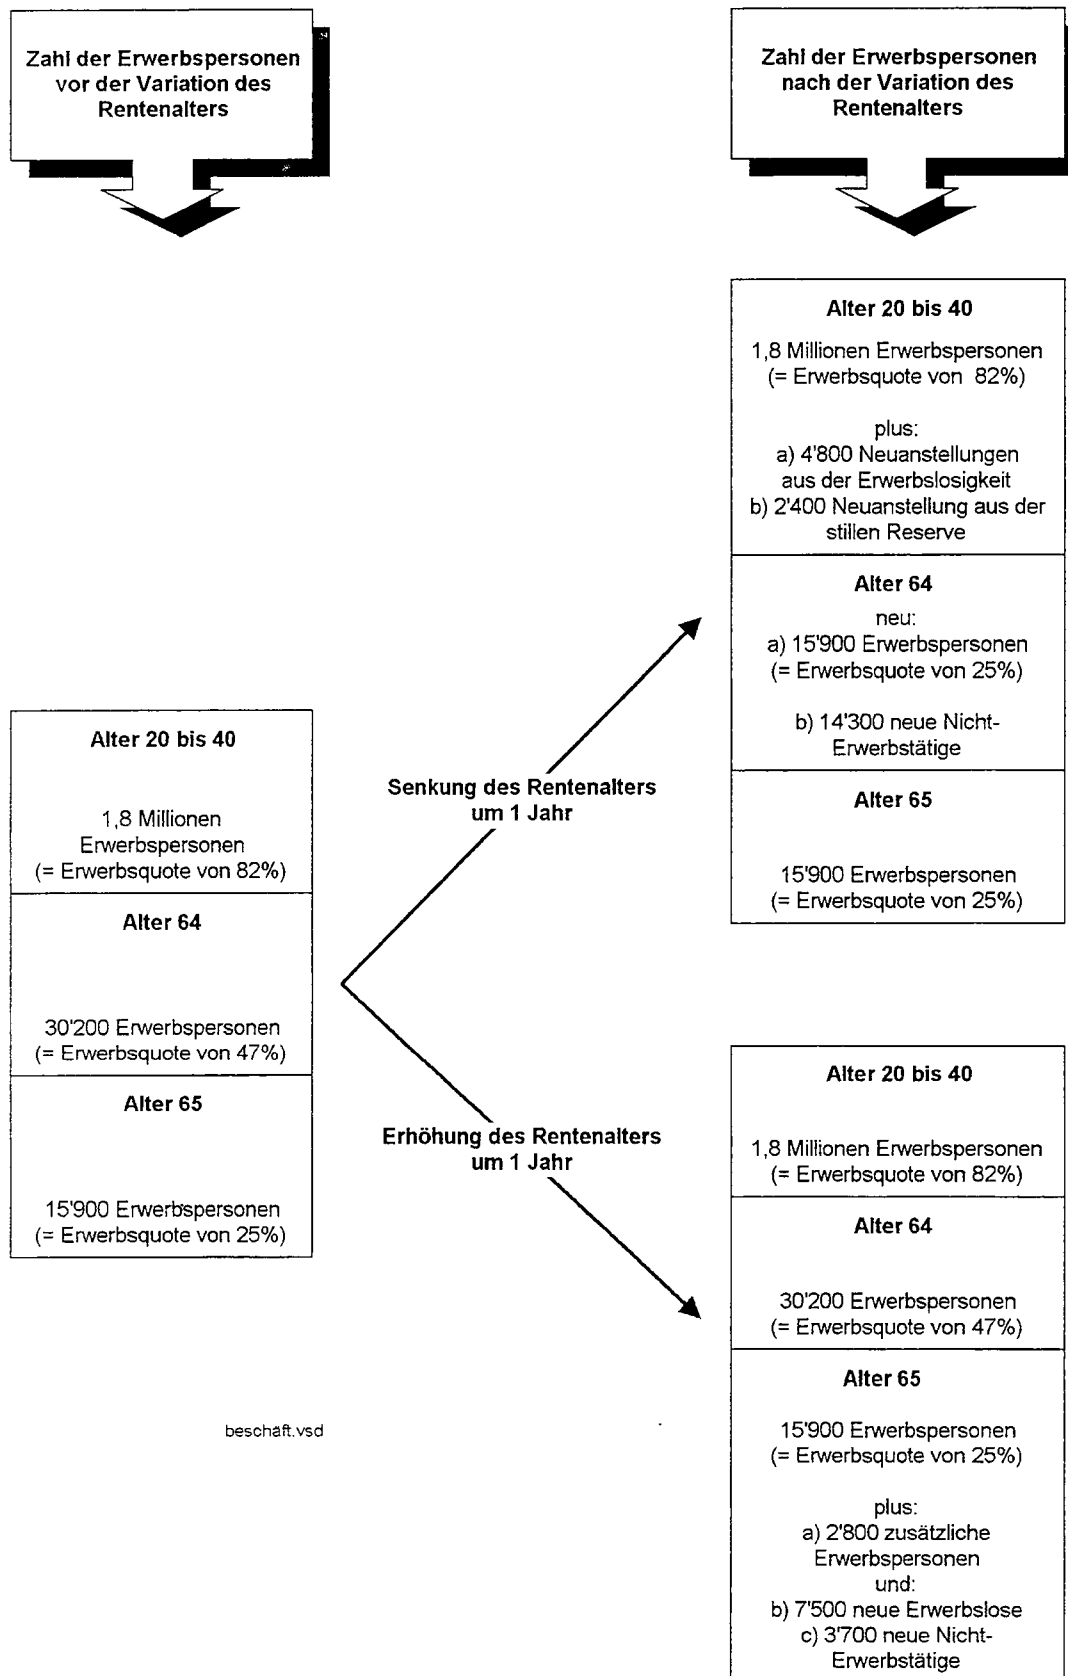 Zahl der Erwerbspersonen
vor der Variation des
Rentenalters
Zahl der Erwerbspersonen
nach der Variation des
Rentenalters
Alter 20 bis 40
1,8 Millionen
Erwerbspersonen
(= Erwerbsquote von 82%)
Alter 64
30'200 Erwerbspersonen
(= Erwerbsquote von 47%)
Alter 65
15'900 Erwerbspersonen
(= Erwerbsquote von 25%)
Senkung des Rentenalters
um 1 Jahr
Erhöhung des Rentenalters
um 1 Jahr
Alter 20 bis 40
1,8 Millionen Erwerbspersonen
(= Erwerbsquote von 82%)
plus:
a) 4'800 Neuanstellungen
aus der Erwerbslosigkeit
b) 2'400 Neuanstellung aus der
stillen Reserve
Alter 64
neu:
a) 15'900 Erwerbspersonen
(= Erwerbsquote von 25%)
b) 14'300 neue Nicht-
Erwerbstätige
Alter 65
15'900 Erwerbspersonen
(= Erwerbsquote von 25%)
Alter 20 bis 40
1,8 Millionen Erwerbspersonen
(= Erwerbsquote von 82%)
Alter 64
30'200 Erwerbspersonen
(= Erwerbsquote von 47%)
Alter 65
15'900 Erwerbspersonen
(= Erwerbsquote von 25%)
plus:
a) 2'800 zusätzliche
Erwerbspersonen
und:
b) 7'500 neue Erwerbslose
c) 3'700 neue Nicht-
Erwerbstätige
beschäft.vsd